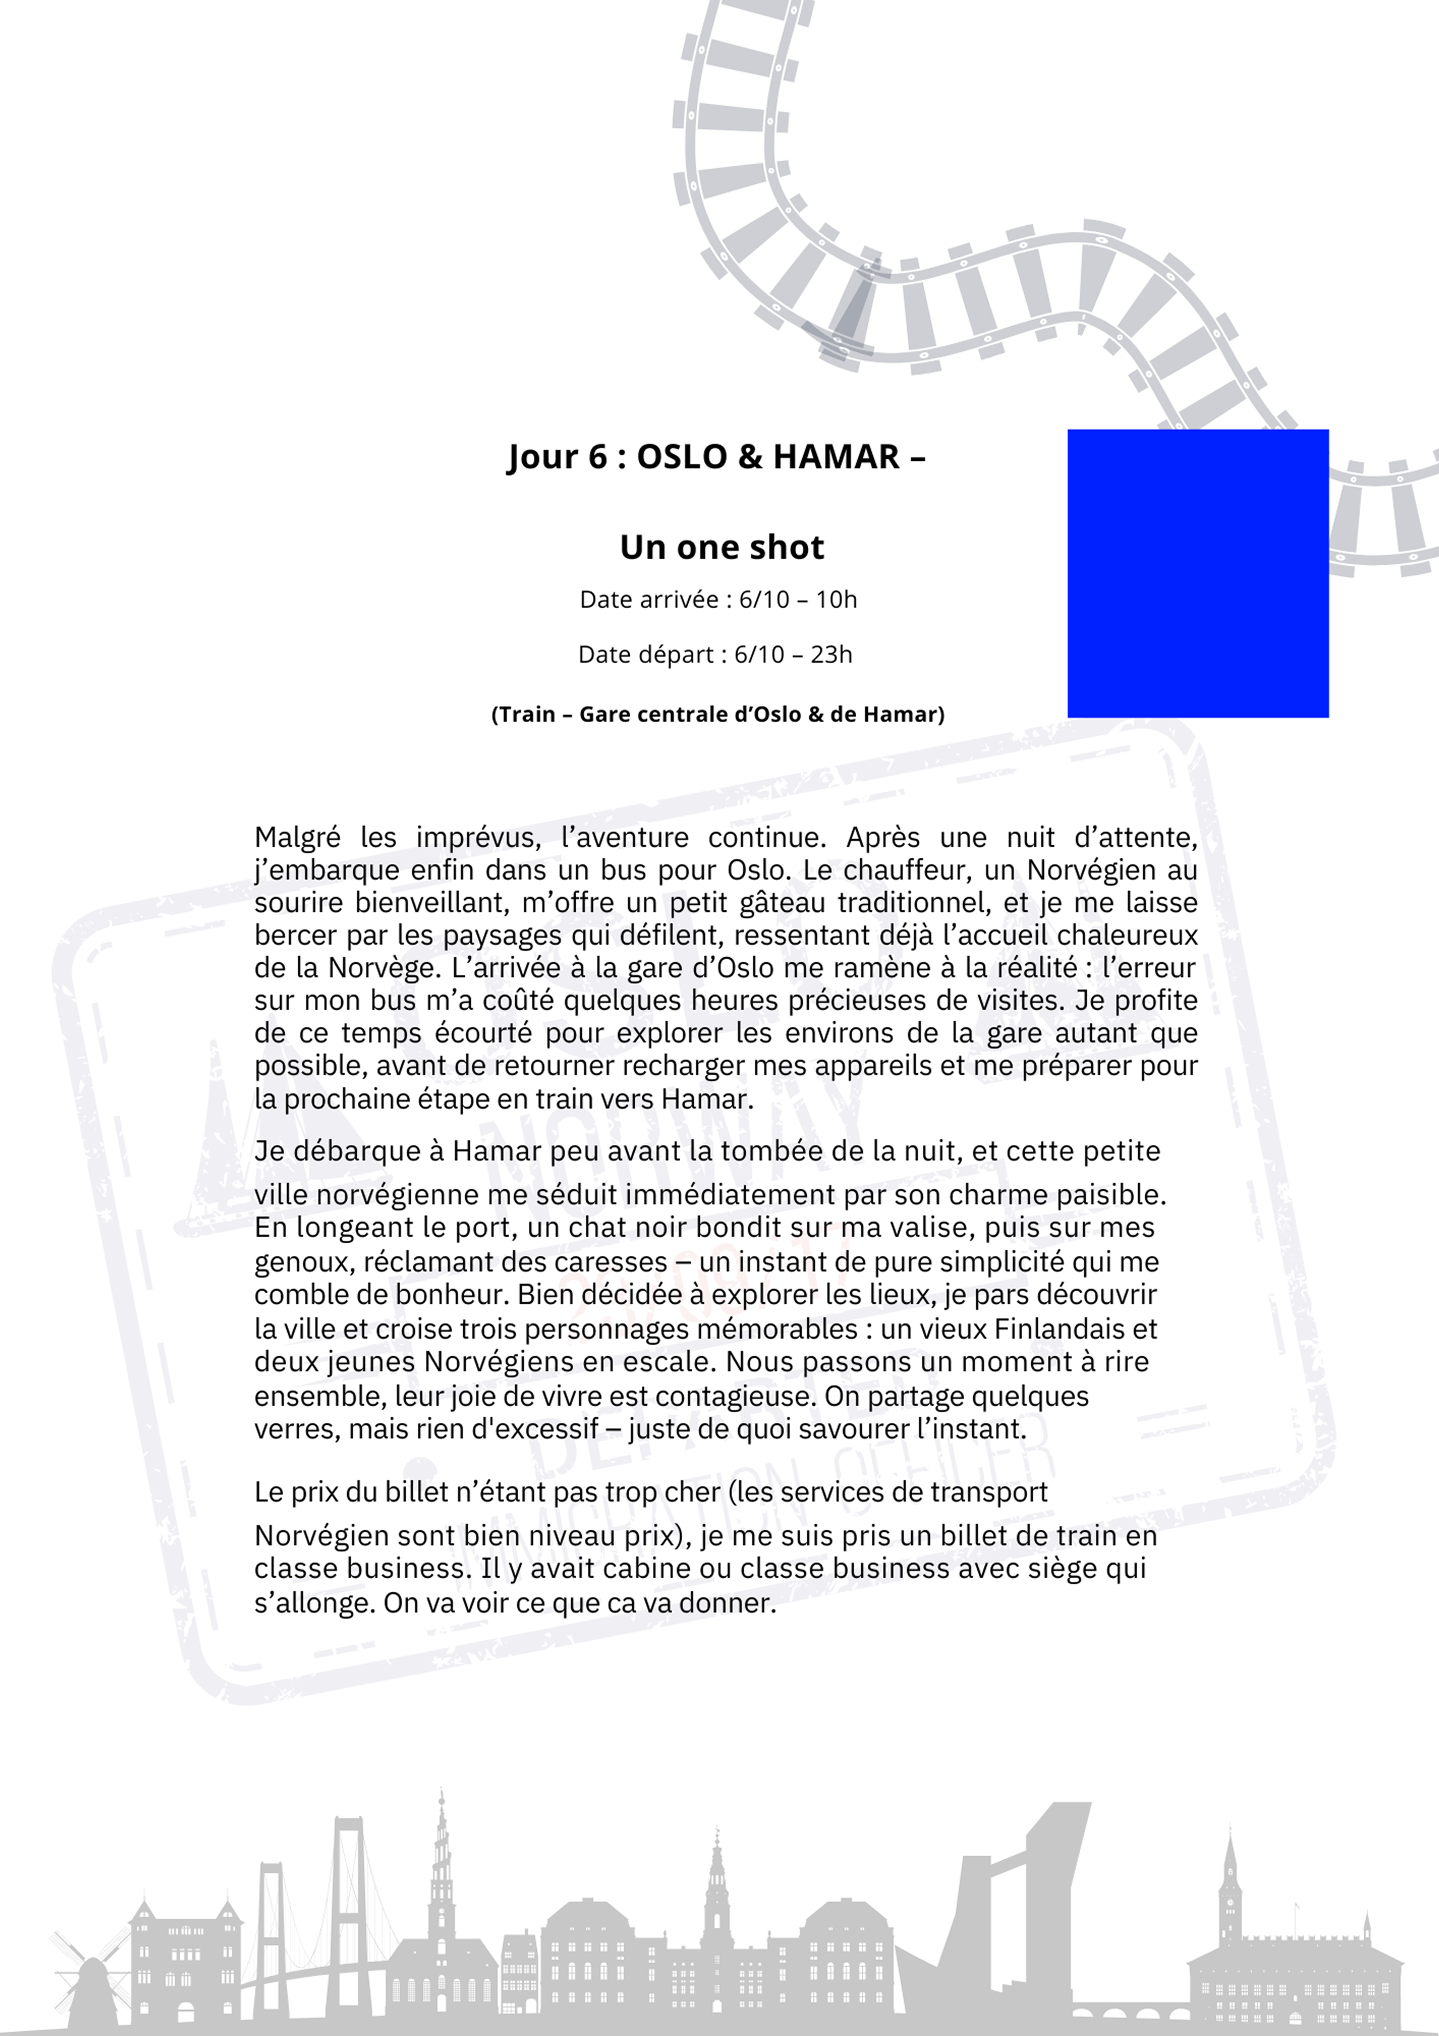 Jour 6 : OSLO & HAMAR –
Un one shot
Date arrivée : 6/10 – 10h
Date départ : 6/10 – 23h
(Train – Gare centrale d’Oslo & de Hamar)
Malgré les imprévus, l’aventure continue. Après une nuit d’attente,
j’embarque enfin dans un bus pour Oslo. Le chauffeur, un Norvégien au
sourire bienveillant, m’offre un petit gâteau traditionnel, et je me laisse
bercer par les paysages qui défilent, ressentant déjà l’accueil chaleureux
de la Norvège. L’arrivée à la gare d’Oslo me ramène à la réalité : l’erreur
sur mon bus m’a coûté quelques heures précieuses de visites. Je profite
de ce temps écourté pour explorer les environs de la gare autant que
possible, avant de retourner recharger mes appareils et me préparer pour
la prochaine étape en train vers Hamar.
Je débarque à Hamar peu avant la tombée de la nuit, et cette petite
ville norvégienne me séduit immédiatement par son charme paisible.
En longeant le port, un chat noir bondit sur ma valise, puis sur mes
genoux, réclamant des caresses – un instant de pure simplicité qui me
comble de bonheur. Bien décidée à explorer les lieux, je pars découvrir
la ville et croise trois personnages mémorables : un vieux Finlandais et
deux jeunes Norvégiens en escale. Nous passons un moment à rire
ensemble, leur joie de vivre est contagieuse. On partage quelques
verres, mais rien d'excessif – juste de quoi savourer l’instant.
Le prix du billet n’étant pas trop cher (les services de transport
Norvégien sont bien niveau prix), je me suis pris un billet de train en
classe business. Il y avait cabine ou classe business avec siège qui
s’allonge. On va voir ce que ca va donner.
OSLO
NORWAY
DEPARTED
IMMIGRATION OFFICER